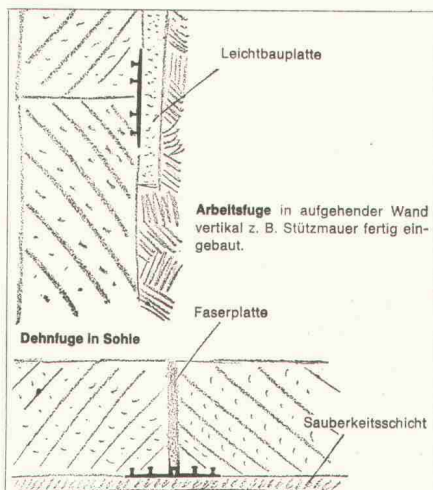 Leichtbauplatte
Arbeitsfuge in aufgehender Wand
vertikal z. B. Stützmauer fertig ein-
gebaut.
Faserplatte
Dehnfuge in Sohle
Sauberkeitsschicht